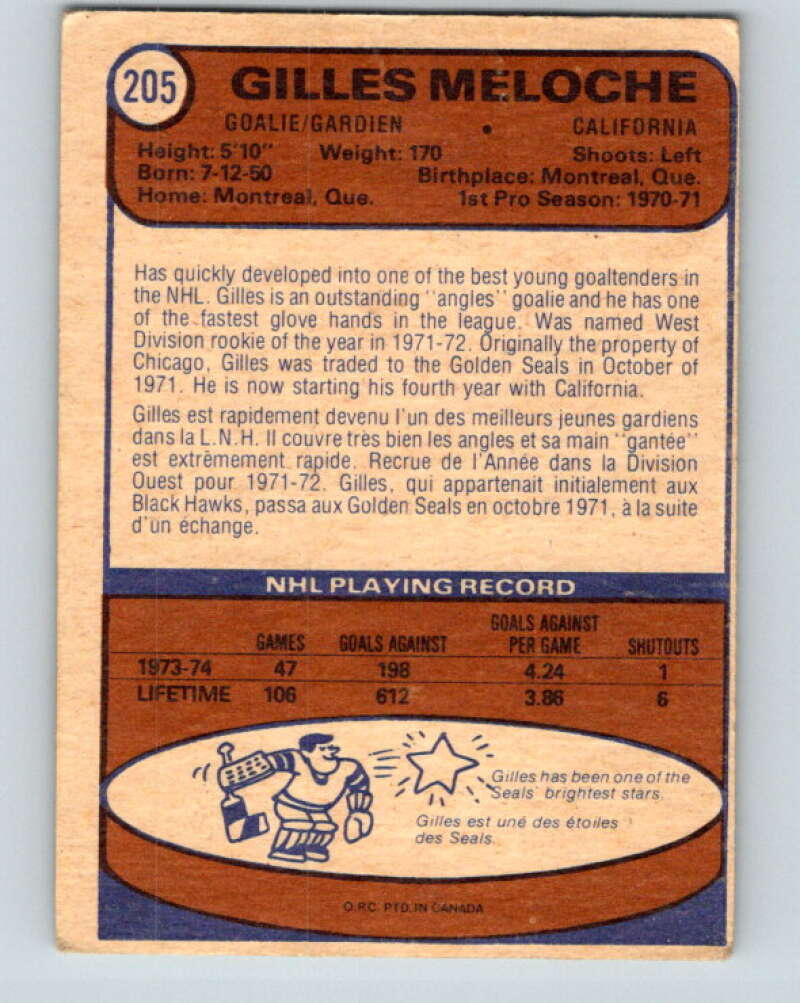 205 GILLES MELOCHE
GOALIE/GARDIEN • CALIFORNIA
Height: 5'10" Weight: 170 Shoots: Left
Born: 7-12-50 Birthplace: Montreal, Que.
Home: Montreal, Que. 1st Pro Season: 1970-71
Has quickly developed into one of the best young goaltenders in
the NHL. Gilles is an outstanding "angles" goalie and he has one
of the fastest glove hands in the league. Was named West
Division rookie of the year in 1971-72. Originally the property of
Chicago, Gilles was traded to the Golden Seals in October of
1971. He is now starting his fourth year with California.
Gilles est rapidement devenu l'un des meilleurs jeunes gardiens
dans la L.N.H. Il couvre très bien les angles et sa main "gantée"
est extrêmement rapide. Recrue de l'Année dans la Division
Ouest pour 1971-72. Gilles, qui appartenait initialement aux
Black Hawks, passa aux Golden Seals en octobre 1971, à la suite
d'un échange.
NHL PLAYING RECORD
GAMES GOALS AGAINST GOALS AGAINST PER GAME SHUTOUTS
1973-74 47 198 4.24 1
LIFETIME 106 612 3.86 6
Gilles has been one of the
Seals' brightest stars.
Gilles est uné des étoiles
des Seals.
O.P.C. PTD. IN CANADA